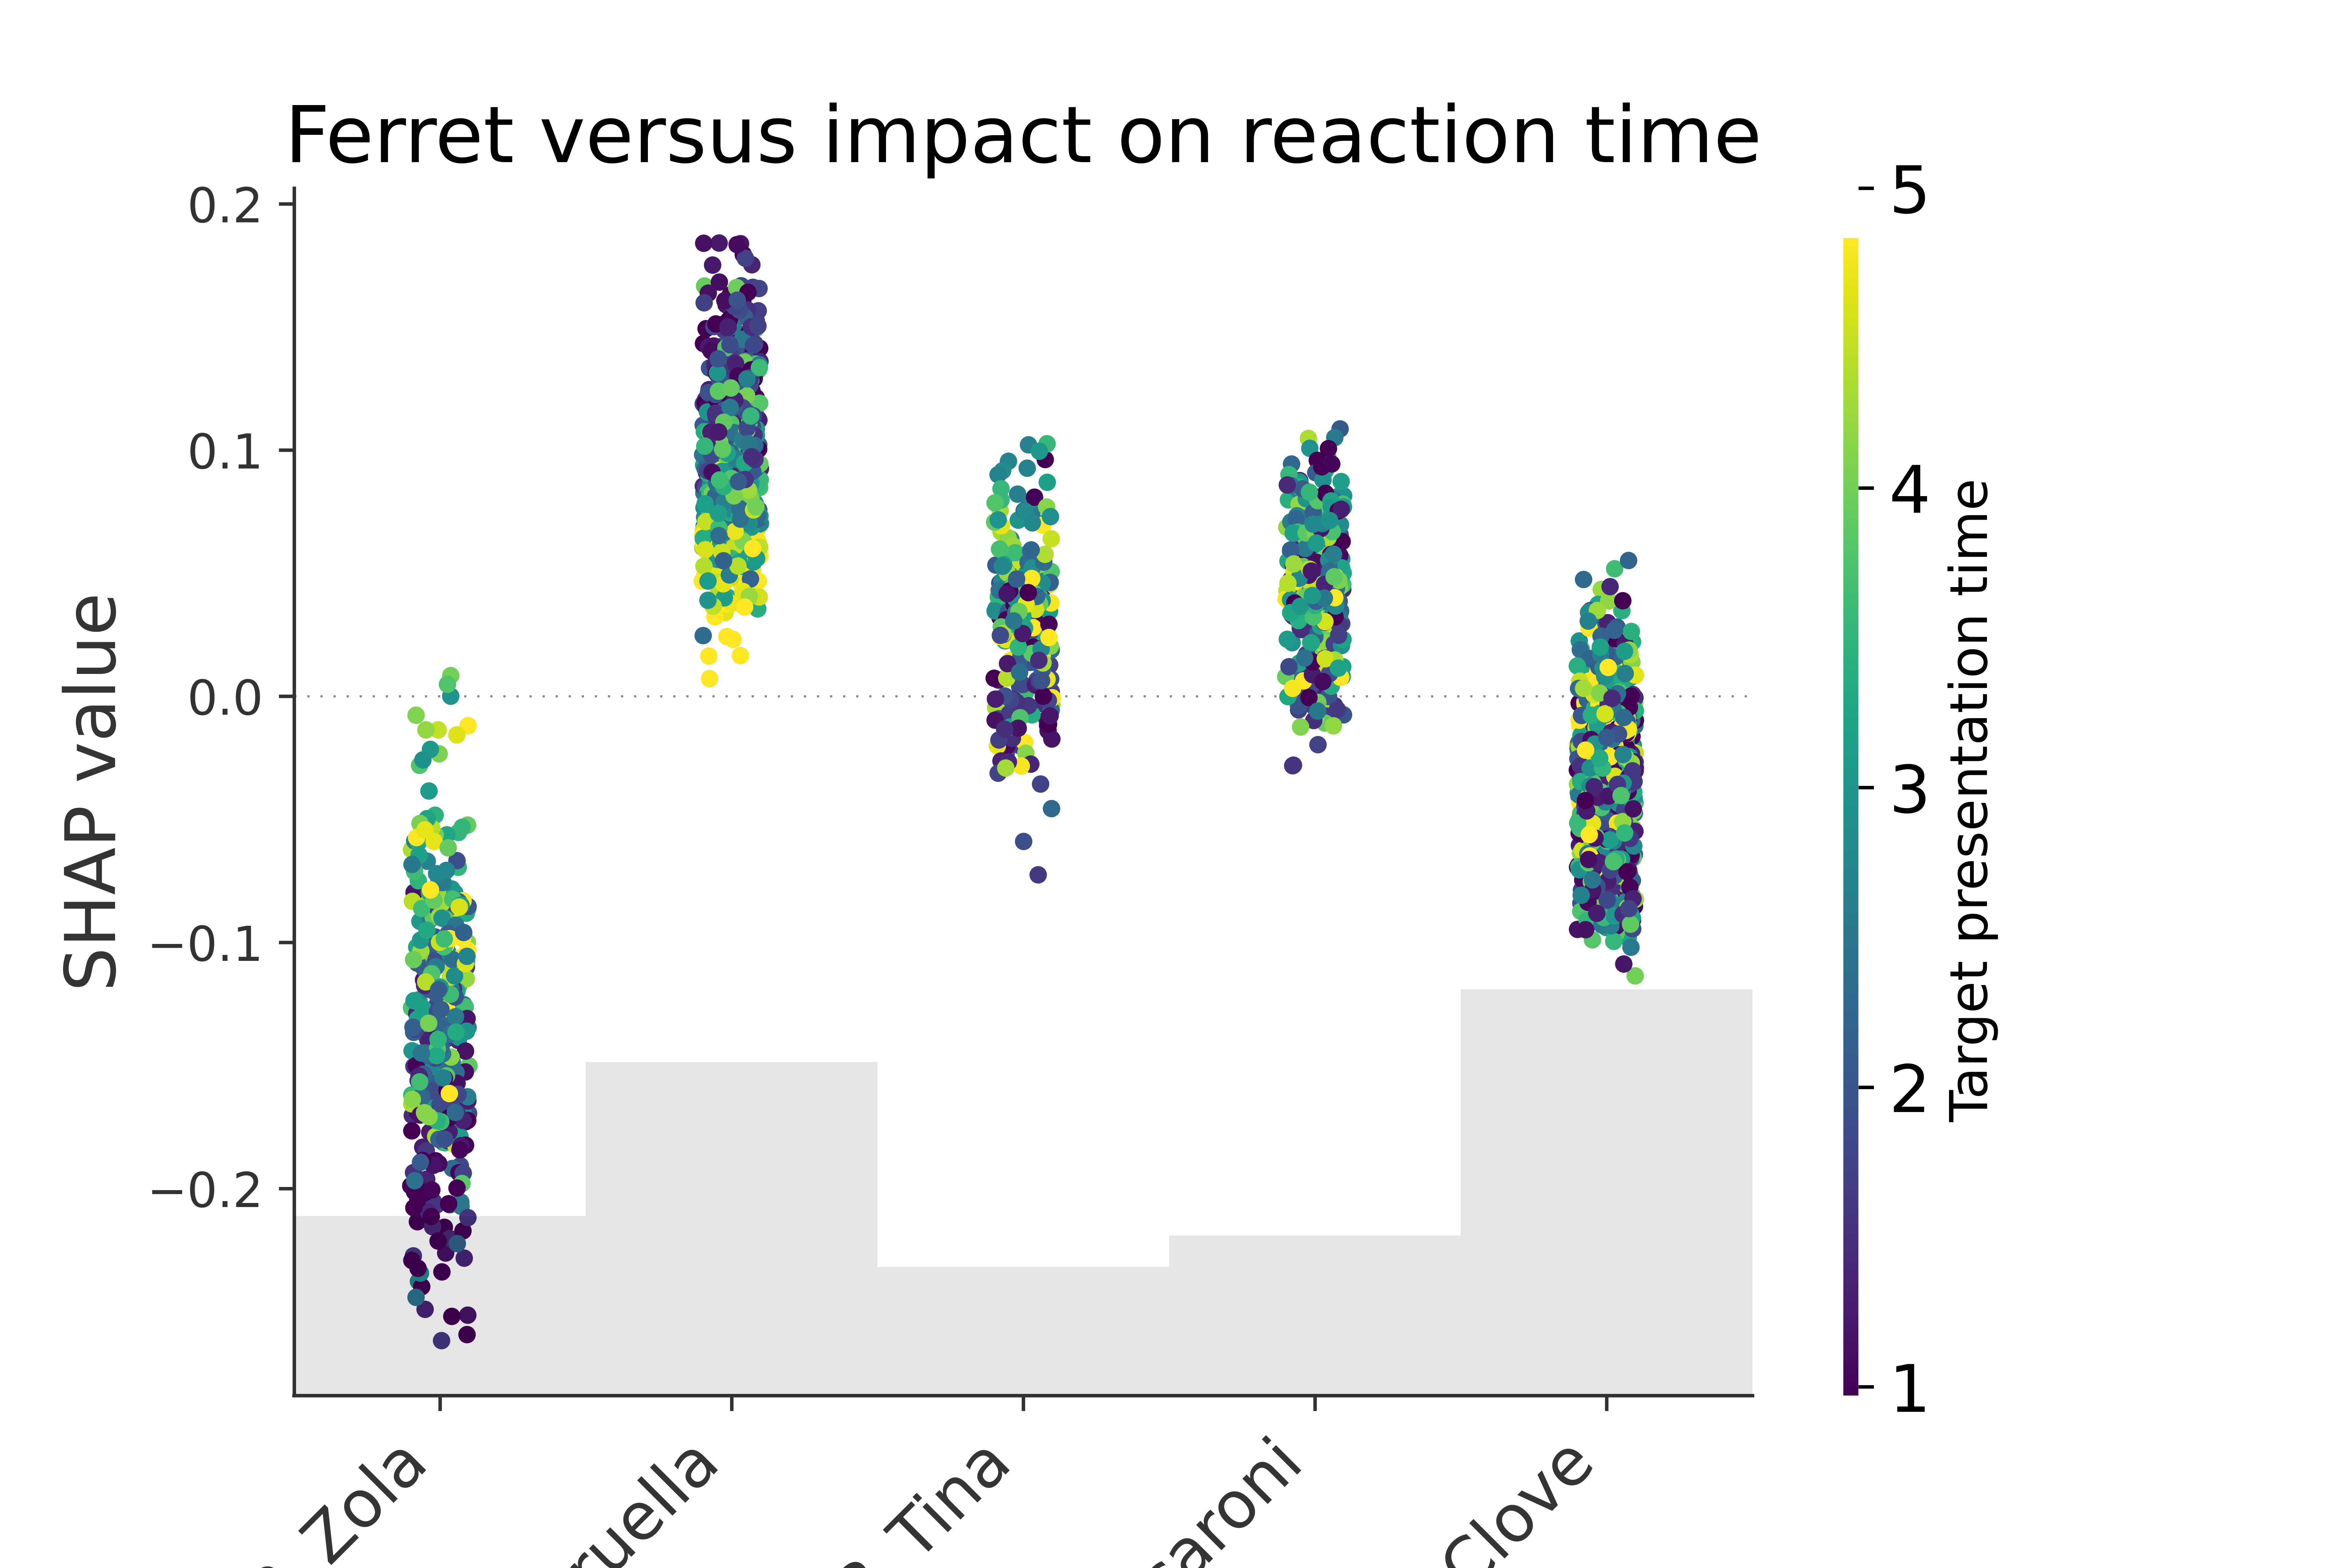 Ferret versus impact on reaction time
SHAP value
0.2
0.1
0.0
−0.1
−0.2
Zola
ruella
Tina
aroni
Clove
5
4
3
2
1
Target presentation time